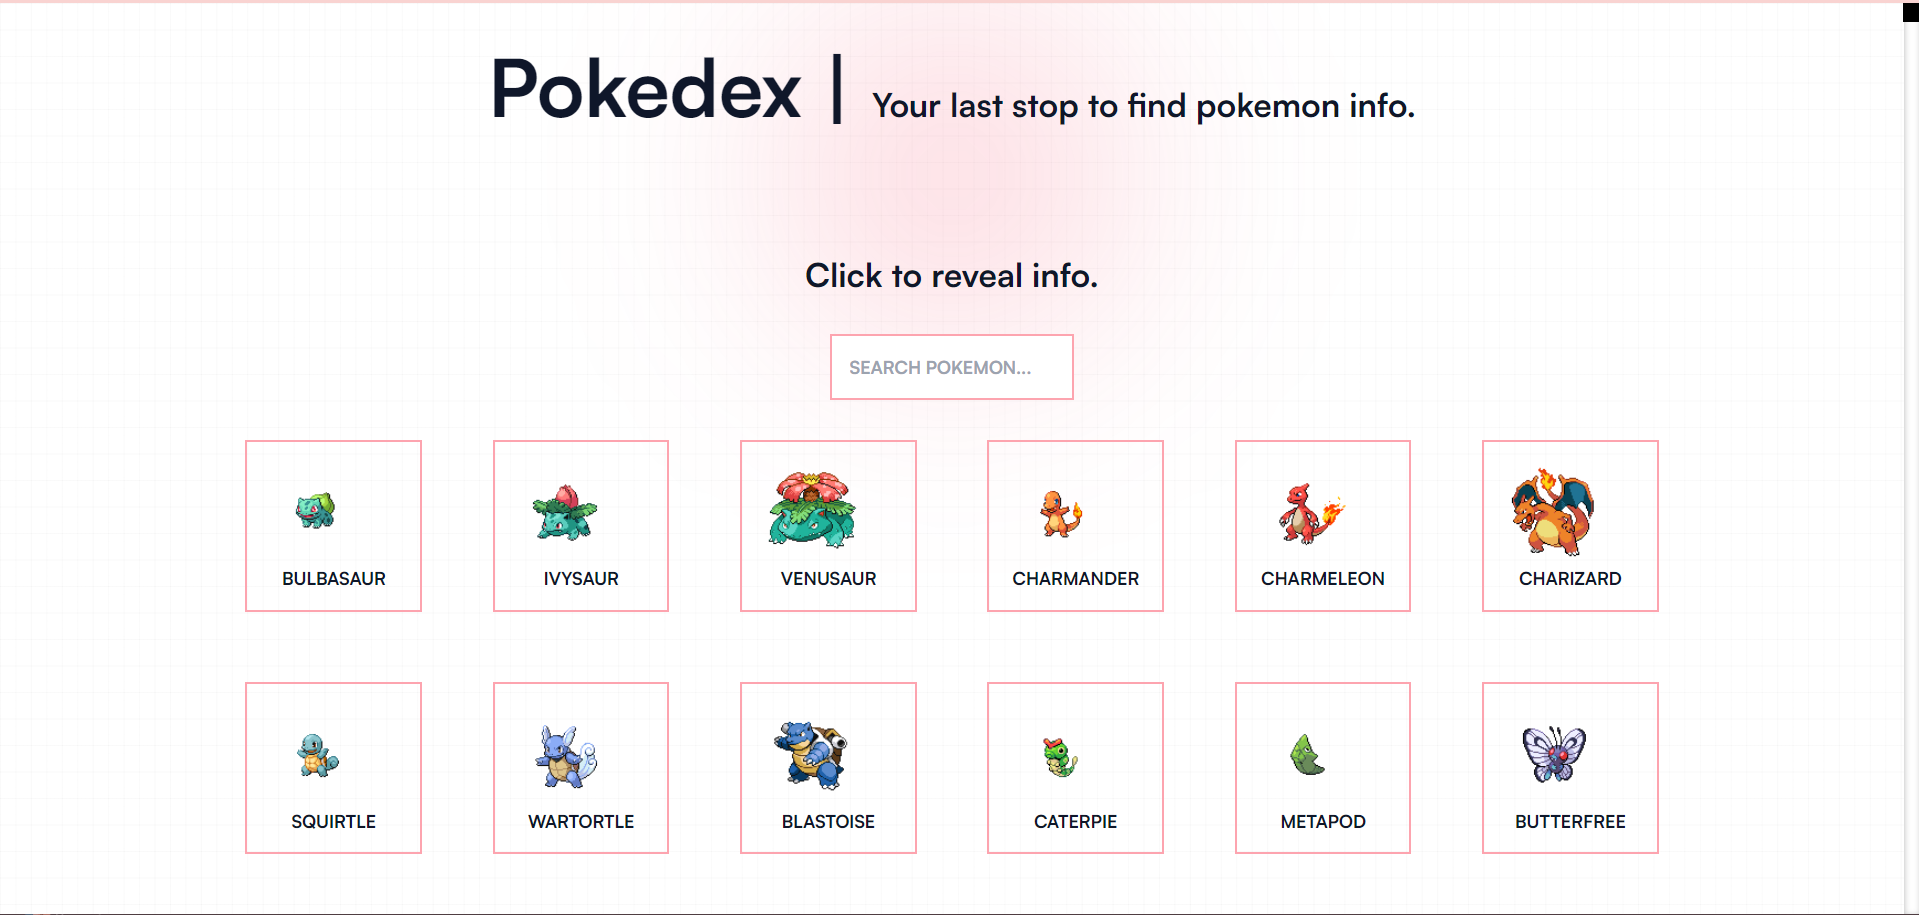 Pokedex | Your last stop to find pokemon info.
Click to reveal info.
SEARCH POKEMON...
BULBASAUR IVYSAUR VENUSAUR CHARMANDER CHARMELEON CHARIZARD
SQUIRTLE WARTORTLE BLASTOISE CATERPIE METAPOD BUTTERFREE